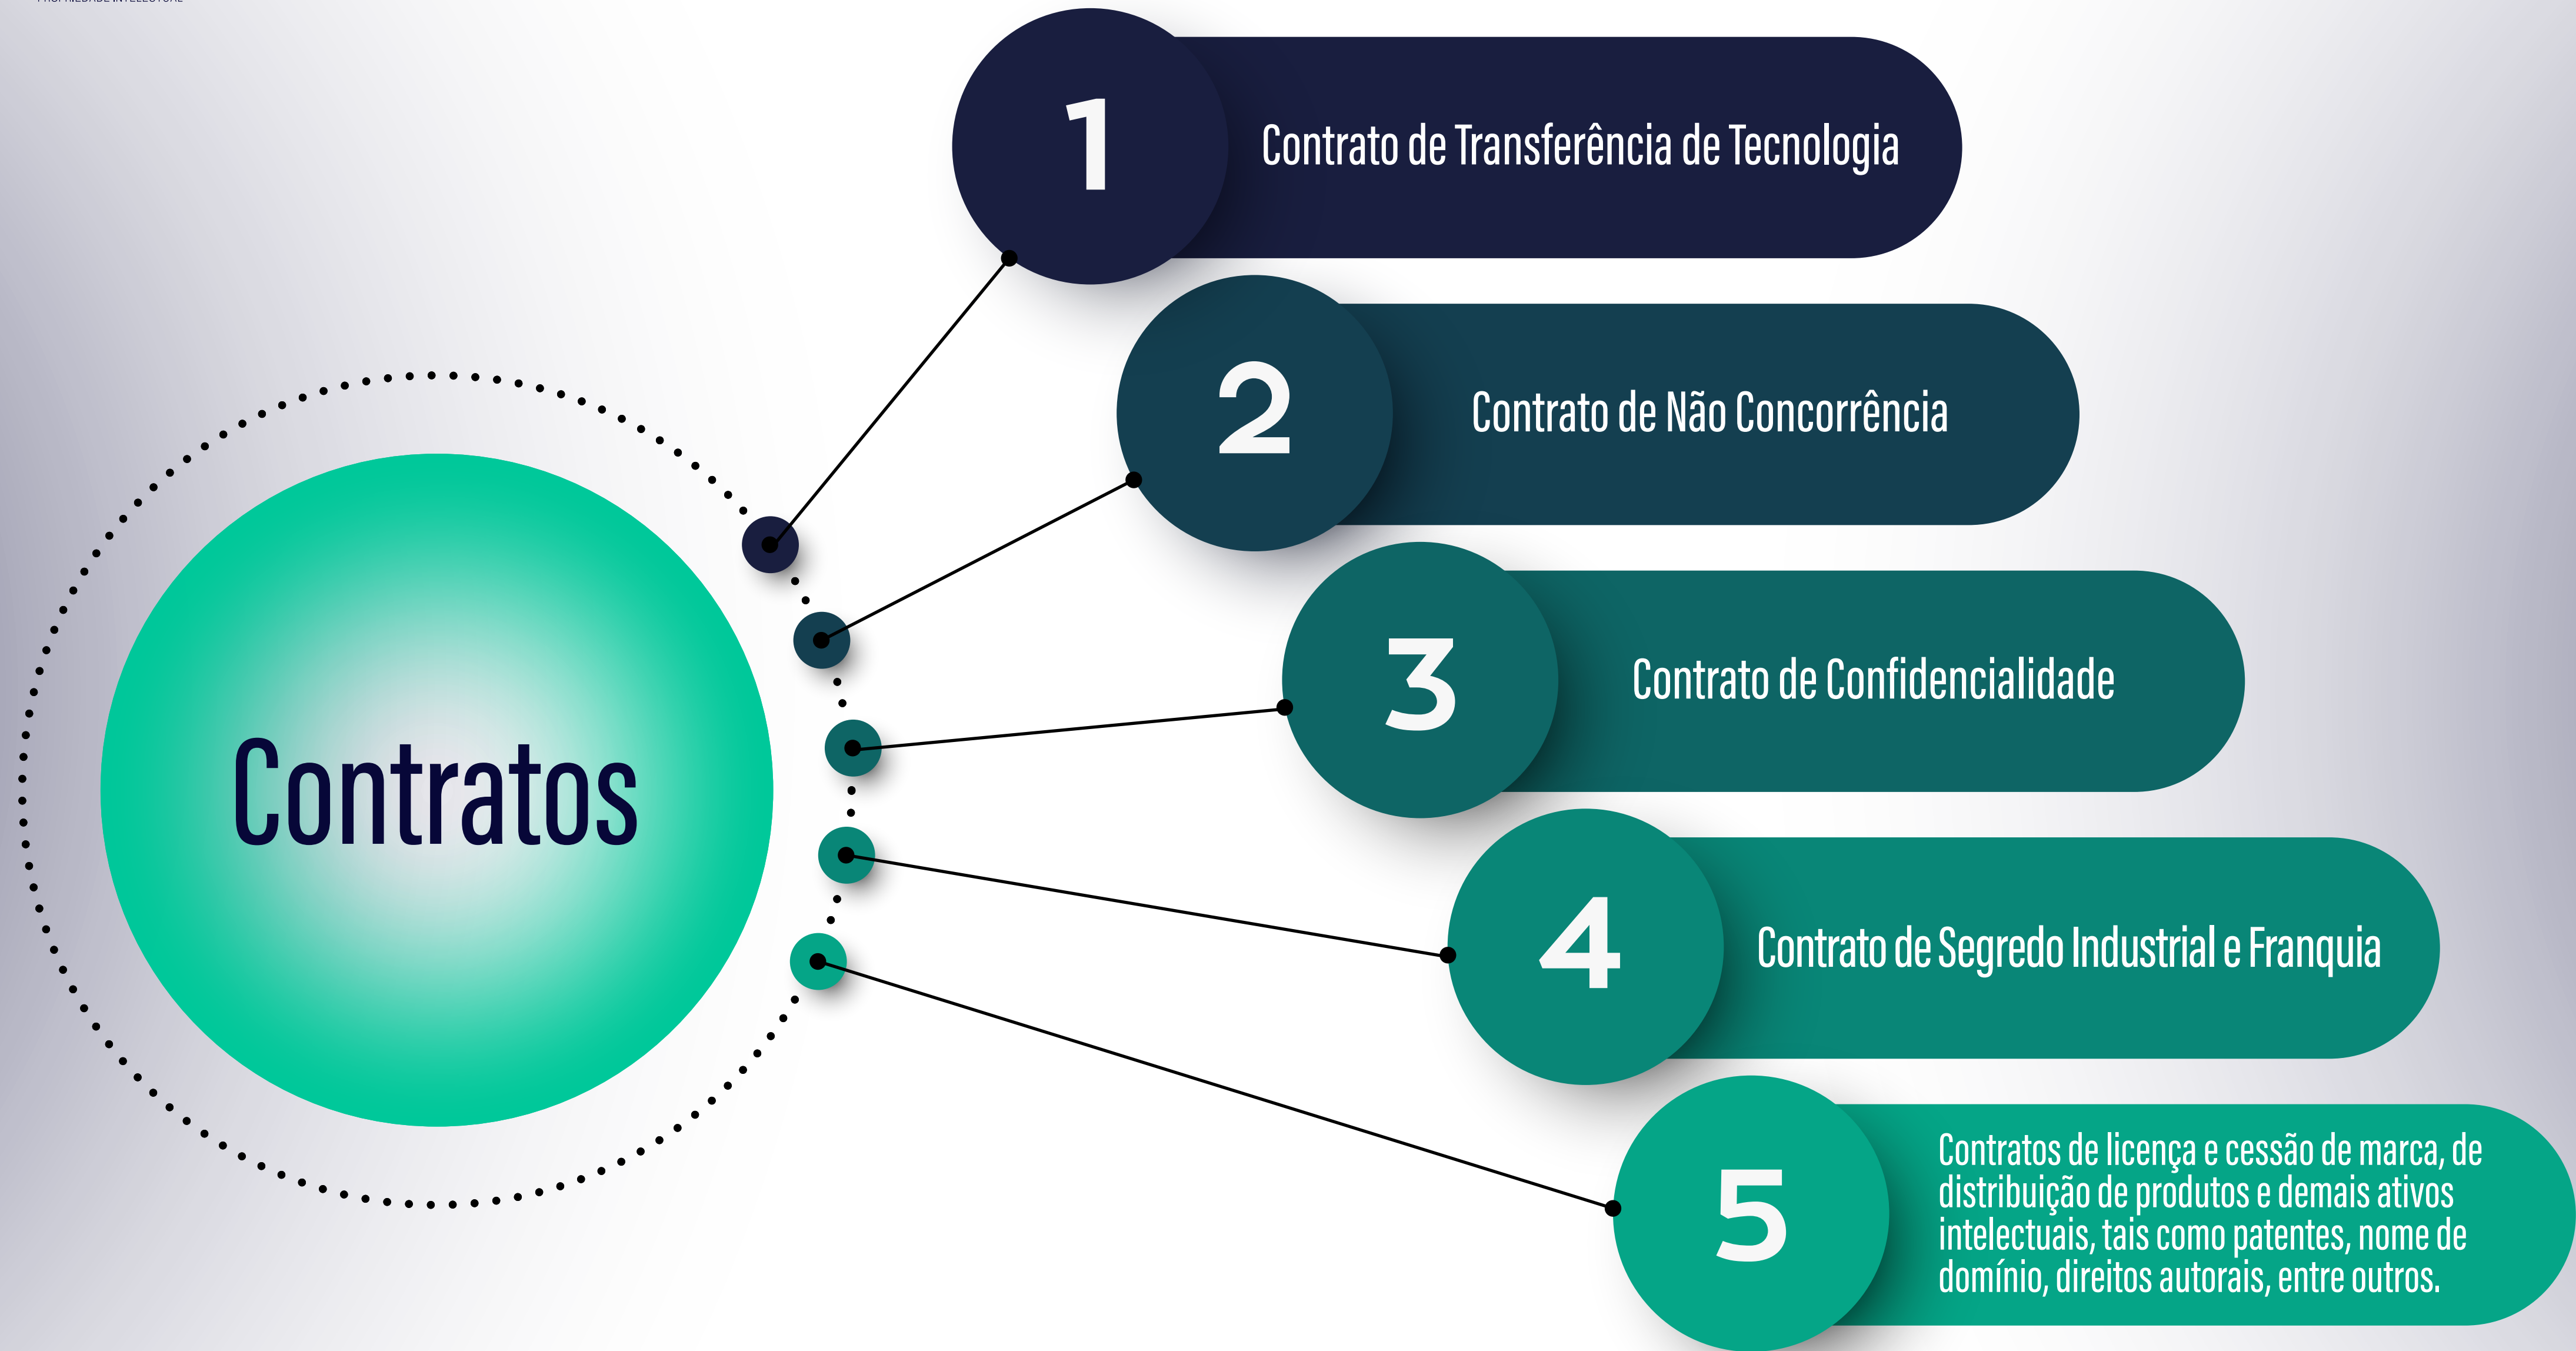 PROPRIEDADE INTELECTUAL
1
Contrato de Transferência de Tecnologia
2
Contrato de Não Concorrência
3
Contrato de Confidencialidade
Contratos
4
Contrato de Segredo Industrial e Franquia
5
Contratos de licença e cessão de marca, de
distribuição de produtos e demais ativos
intelectuais, tais como patentes, nome de
domínio, direitos autorais, entre outros.